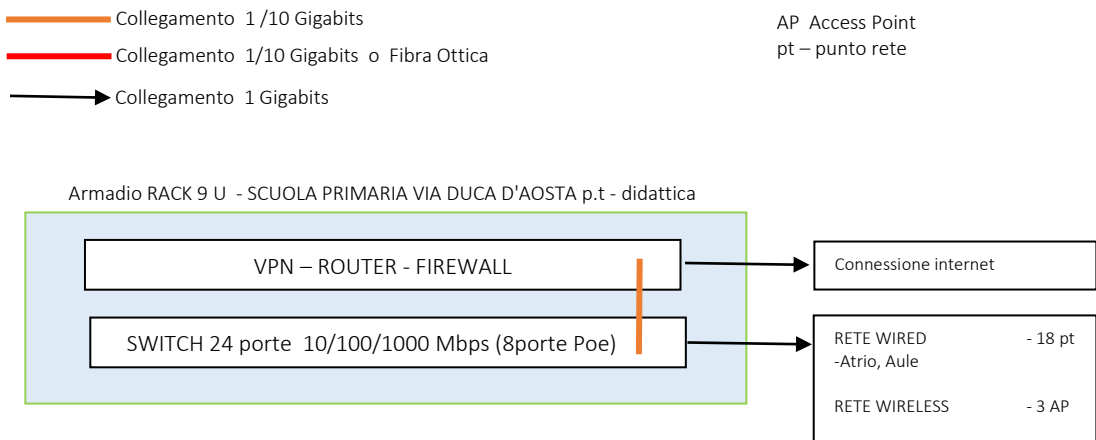 Collegamento 1 /10 Gigabits
Collegamento 1/10 Gigabits o Fibra Ottica
Collegamento 1 Gigabits
AP Access Point
pt – punto rete
Armadio RACK 9 U - SCUOLA PRIMARIA VIA DUCA D'AOSTA p.t - didattica
VPN – ROUTER - FIREWALL
Connessione internet
SWITCH 24 porte 10/100/1000 Mbps (8porte Poe)
RETE WIRED - 18 pt
-Atrio, Aule
RETE WIRELESS - 3 AP